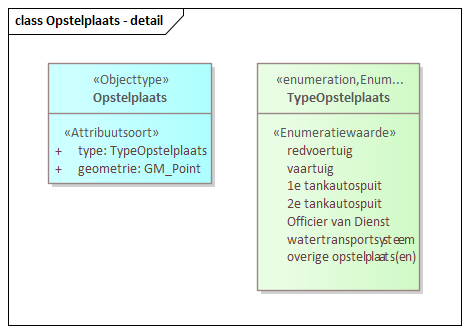 class Opstelplaats - detail
«Objecttype»
Opstelplaats
«Attribuutsoort»
+ type: TypeOpstelplaats
+ geometrie: GM_Point
«enumeration,Enum...
TypeOpstelplaats
«Enumeratiewaarde»
redvoertuig
vaartuig
1e tankautospuit
2e tankautospuit
Officier van Dienst
watertransportsysteem
overige opstelplaats(en)